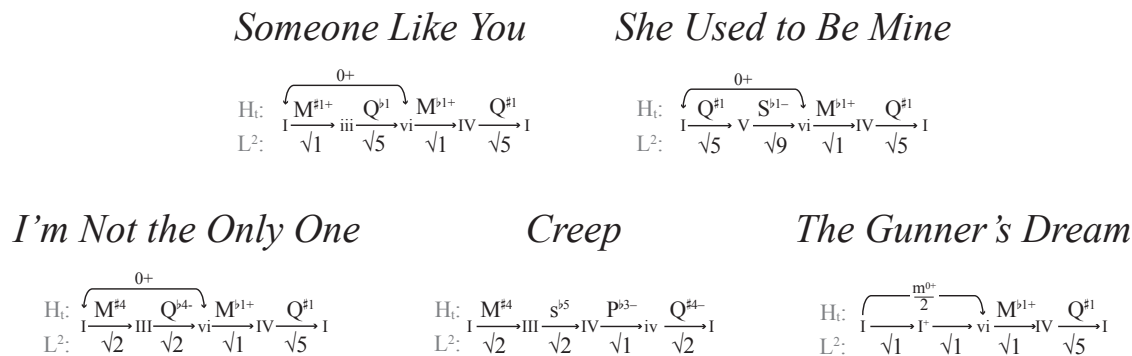 Someone Like You
She Used to Be Mine
0+
Hₜ: M♯1+ Q♭1 M♭1+ Q♯1
I iii vi IV I
L²: √1 √5 √1 √5
0+
Hₜ: Q♯1 S♭1– M♭1+ Q♯1
I V vi IV I
L²: √5 √9 √1 √5
I'm Not the Only One
Creep
The Gunner's Dream
0+
Hₜ: M♯4 Q♭4- M♭1+ Q♯1
I III vi IV I
L²: √2 √2 √1 √5
Hₜ: M♯4 s♭5 P♭3– Q♯4–
I III IV iv I
L²: √2 √2 √1 √2
m0+
2
Hₜ: M♭1+ Q♯1
I I⁺ vi IV I
L²: √1 √1 √1 √5